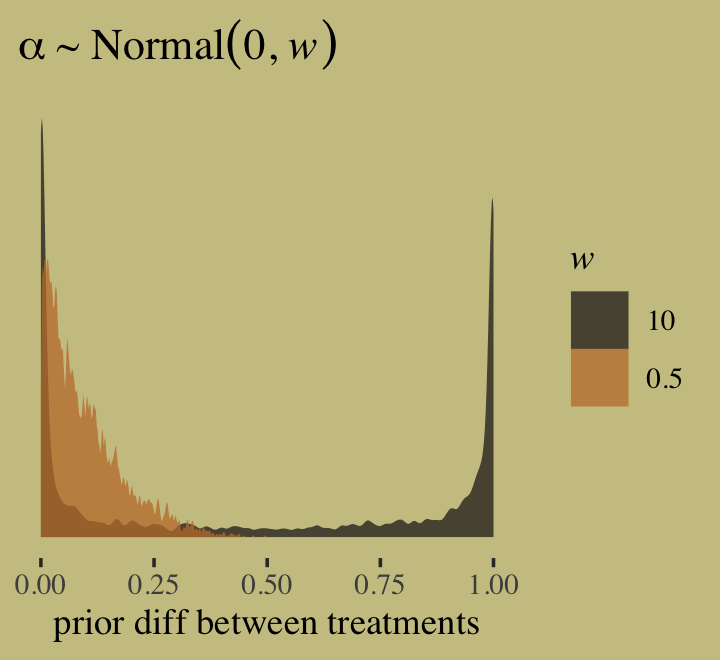 α ~ Normal(0, w)
w
10
0.5
0.00 0.25 0.50 0.75 1.00
prior diff between treatments